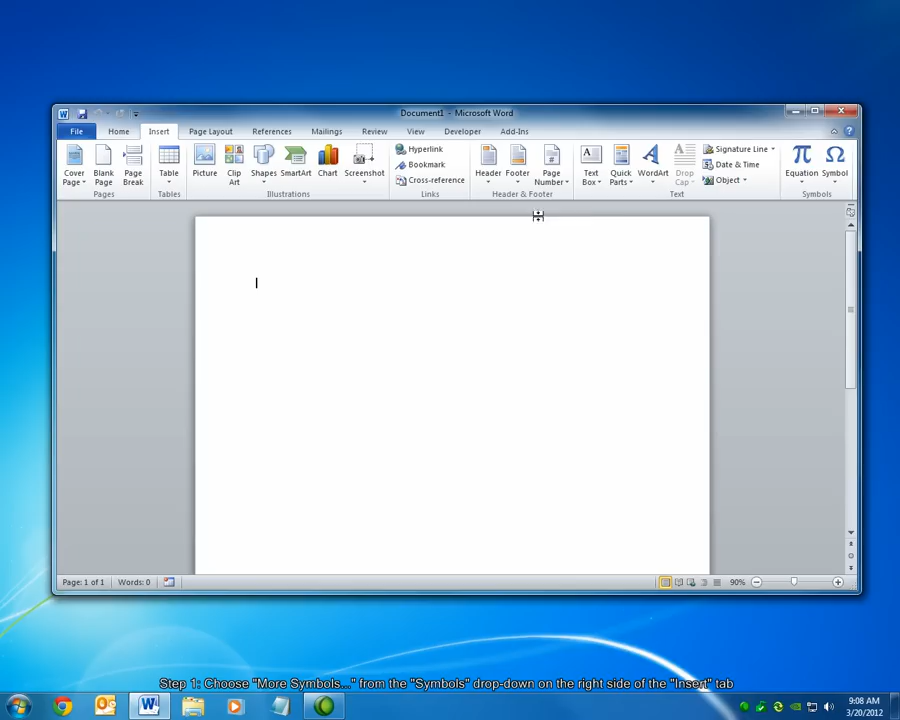 Document1 - Microsoft Word
File Home Insert Page Layout References Mailings Review View Developer Add-Ins
Cover Page
Blank Page
Page Break
Pages
Table
Tables
Picture
Clip Art
Shapes
SmartArt
Chart
Screenshot
Illustrations
Hyperlink
Bookmark
Cross-reference
Links
Header
Footer
Page Number
Header & Footer
Text Box
Quick Parts
WordArt
Drop Cap
Signature Line
Date & Time
Object
Text
Equation
Symbol
Symbols
Page: 1 of 1 Words: 0 90%
Step 1: Choose "More Symbols..." from the "Symbols" drop-down on the right side of the "Insert" tab
9:08 AM
3/20/2012